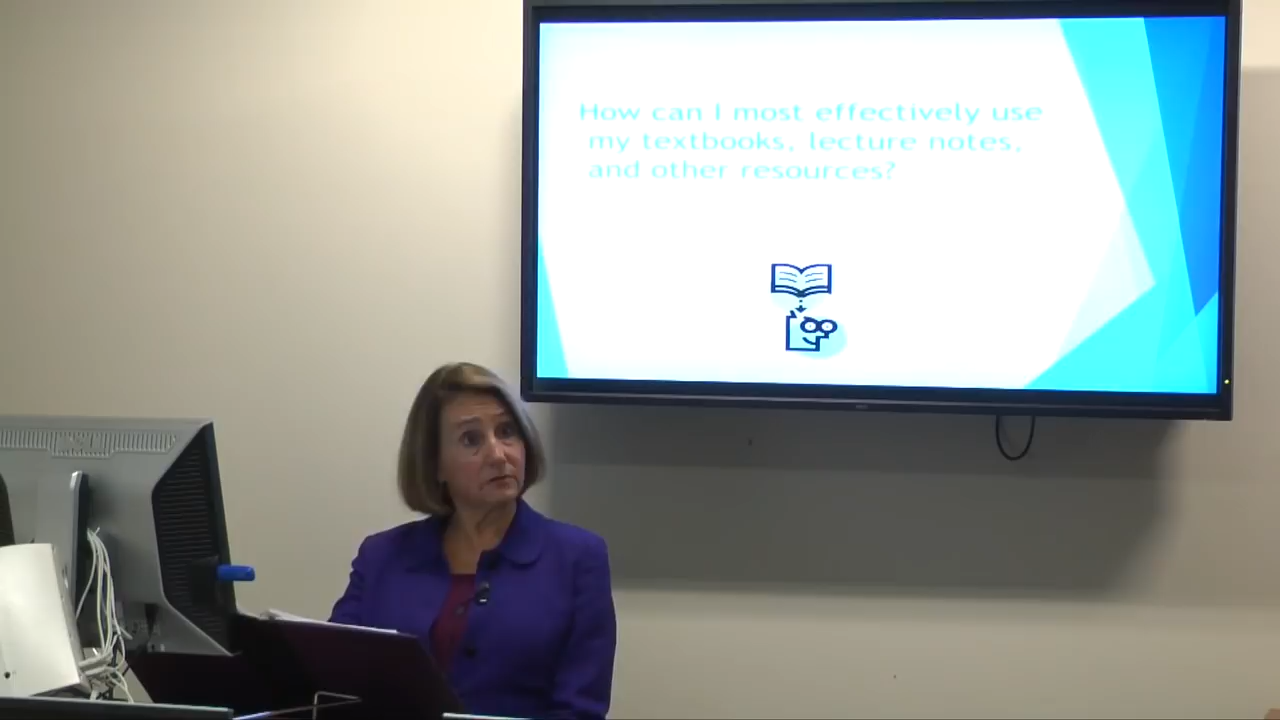 How can I most effectively use
my textbooks, lecture notes,
and other resources?